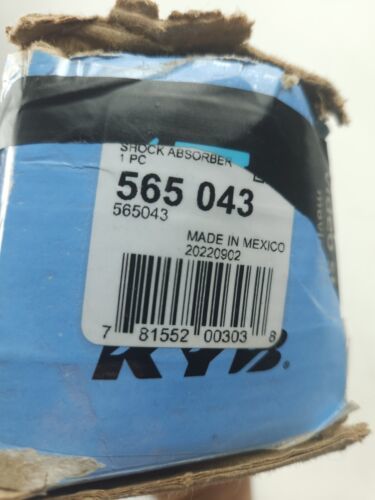 SHOCK ABSORBER
1 PC
565 043
565043
MADE IN MEXICO
20220902
7 81552 00303 8
KYB®